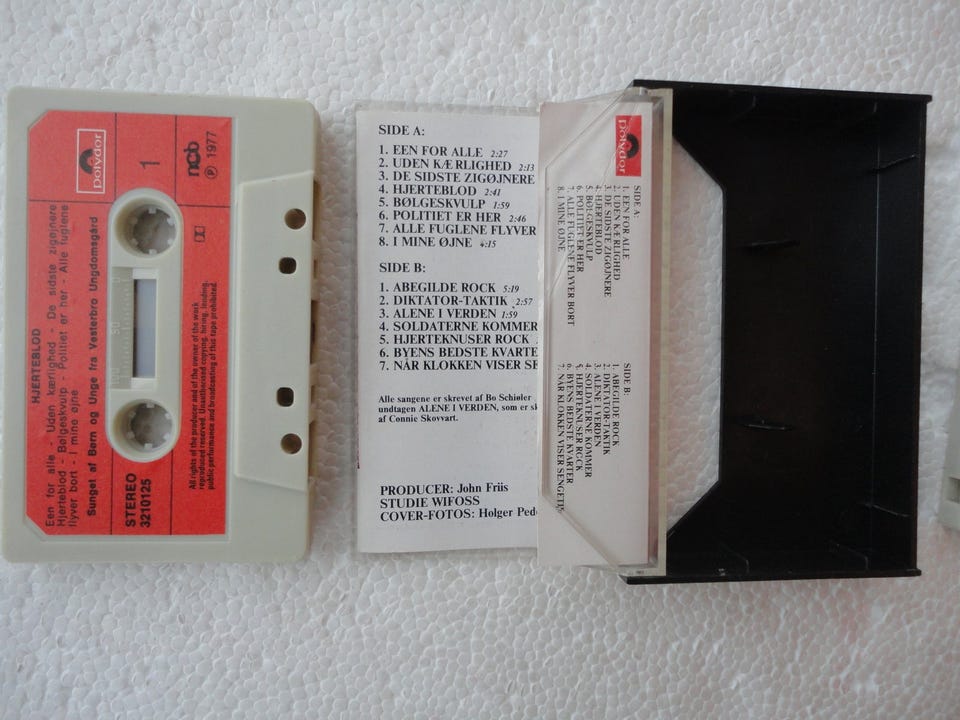 polydor
1
ncb
℗ 1977
HJERTEBLOD
Een for alle - Uden kærlighed - De sidste zigøjnere
Hjerteblod - Bølgeskvulp - Politiet er her - Alle fuglene
flyver bort - I mine øjne
Sunget af Børn og Unge fra Vesterbro Ungdomsgård
STEREO
3210125
All rights of the producer and of the owner of the work
reproduced reserved. Unauthorised copying, hiring, lending,
public performance and broadcasting of this tape prohibited.
100
50
SIDE A:
1. EEN FOR ALLE 2:27
2. UDEN KÆRLIGHED 2:13
3. DE SIDSTE ZIGØJNERE
4. HJERTEBLOD 2:41
5. BØLGESKVULP 1:59
6. POLITIET ER HER 2:46
7. ALLE FUGLENE FLYVER
8. I MINE ØJNE 4:15
SIDE B:
1. ABEGILDE ROCK 5:19
2. DIKTATOR-TAKTIK 2:57
3. ALENE I VERDEN 1:59
4. SOLDATERNE KOMMER
5. HJERTEKNUSER ROCK
6. BYENS BEDSTE KVARTE
7. NÅR KLOKKEN VISER SE
Alle sangene er skrevet af Bo Schiøler
undtagen ALENE I VERDEN, som er sk
af Connie Skovvart.
PRODUCER: John Friis
STUDIE WIFOSS
COVER-FOTOS: Holger Ped
polydor
SIDE A:
1. EEN FOR ALLE
2. UDEN KÆRLIGHED
3. DE SIDSTE ZIGØJNERE
4. HJERTEBLOD
5. BØLGESKVULP
6. POLITIET ER HER
7. ALLE FUGLENE FLYVER BORT
8. I MINE ØJNE
SIDE B:
1. ABEGILDE ROCK
2. DIKTATOR-TAKTIK
3. ALENE I VERDEN
4. SOLDATERNE KOMMER
5. HJERTEKNUSER ROCK
6. BYENS BEDSTE KVARTER
7. NÅR KLOKKEN VISER